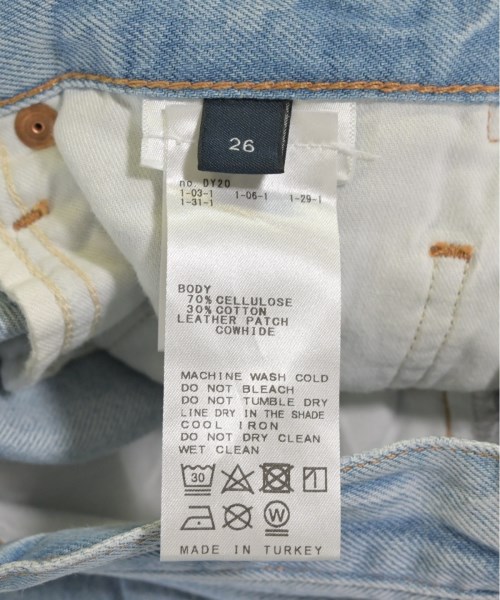 26
no. DY20
1-03-1 1-06-1 1-29-1
1-31-1
BODY
70% CELLULOSE
30% COTTON
LEATHER PATCH
COWHIDE
MACHINE WASH COLD
DO NOT BLEACH
DO NOT TUMBLE DRY
LINE DRY IN THE SHADE
COOL IRON
DO NOT DRY CLEAN
WET CLEAN
30
W
MADE IN TURKEY